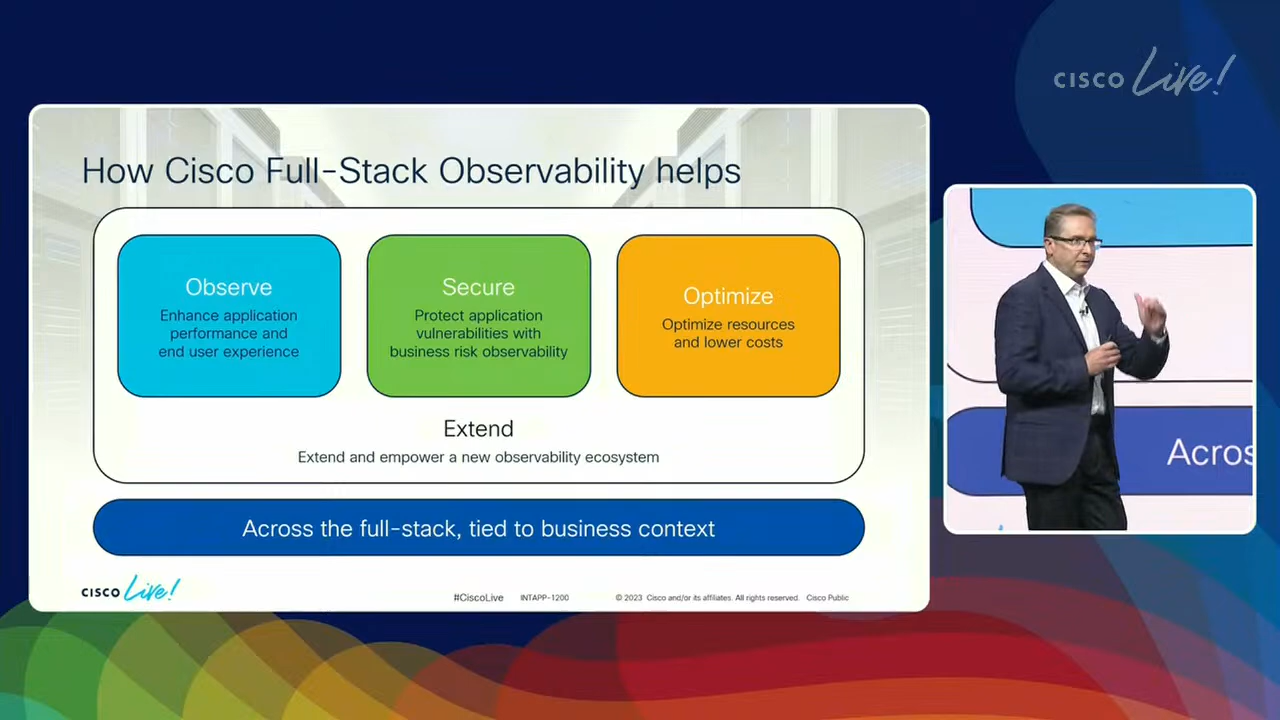 CISCO Live!
How Cisco Full-Stack Observability helps
Observe
Enhance application
performance and
end user experience
Secure
Protect application
vulnerabilities with
business risk observability
Optimize
Optimize resources
and lower costs
Extend
Extend and empower a new observability ecosystem
Across the full-stack, tied to business context
CISCO Live!
#CiscoLive
INTAPP-1200
© 2023 Cisco and/or its affiliates. All rights reserved. Cisco Public
Acros